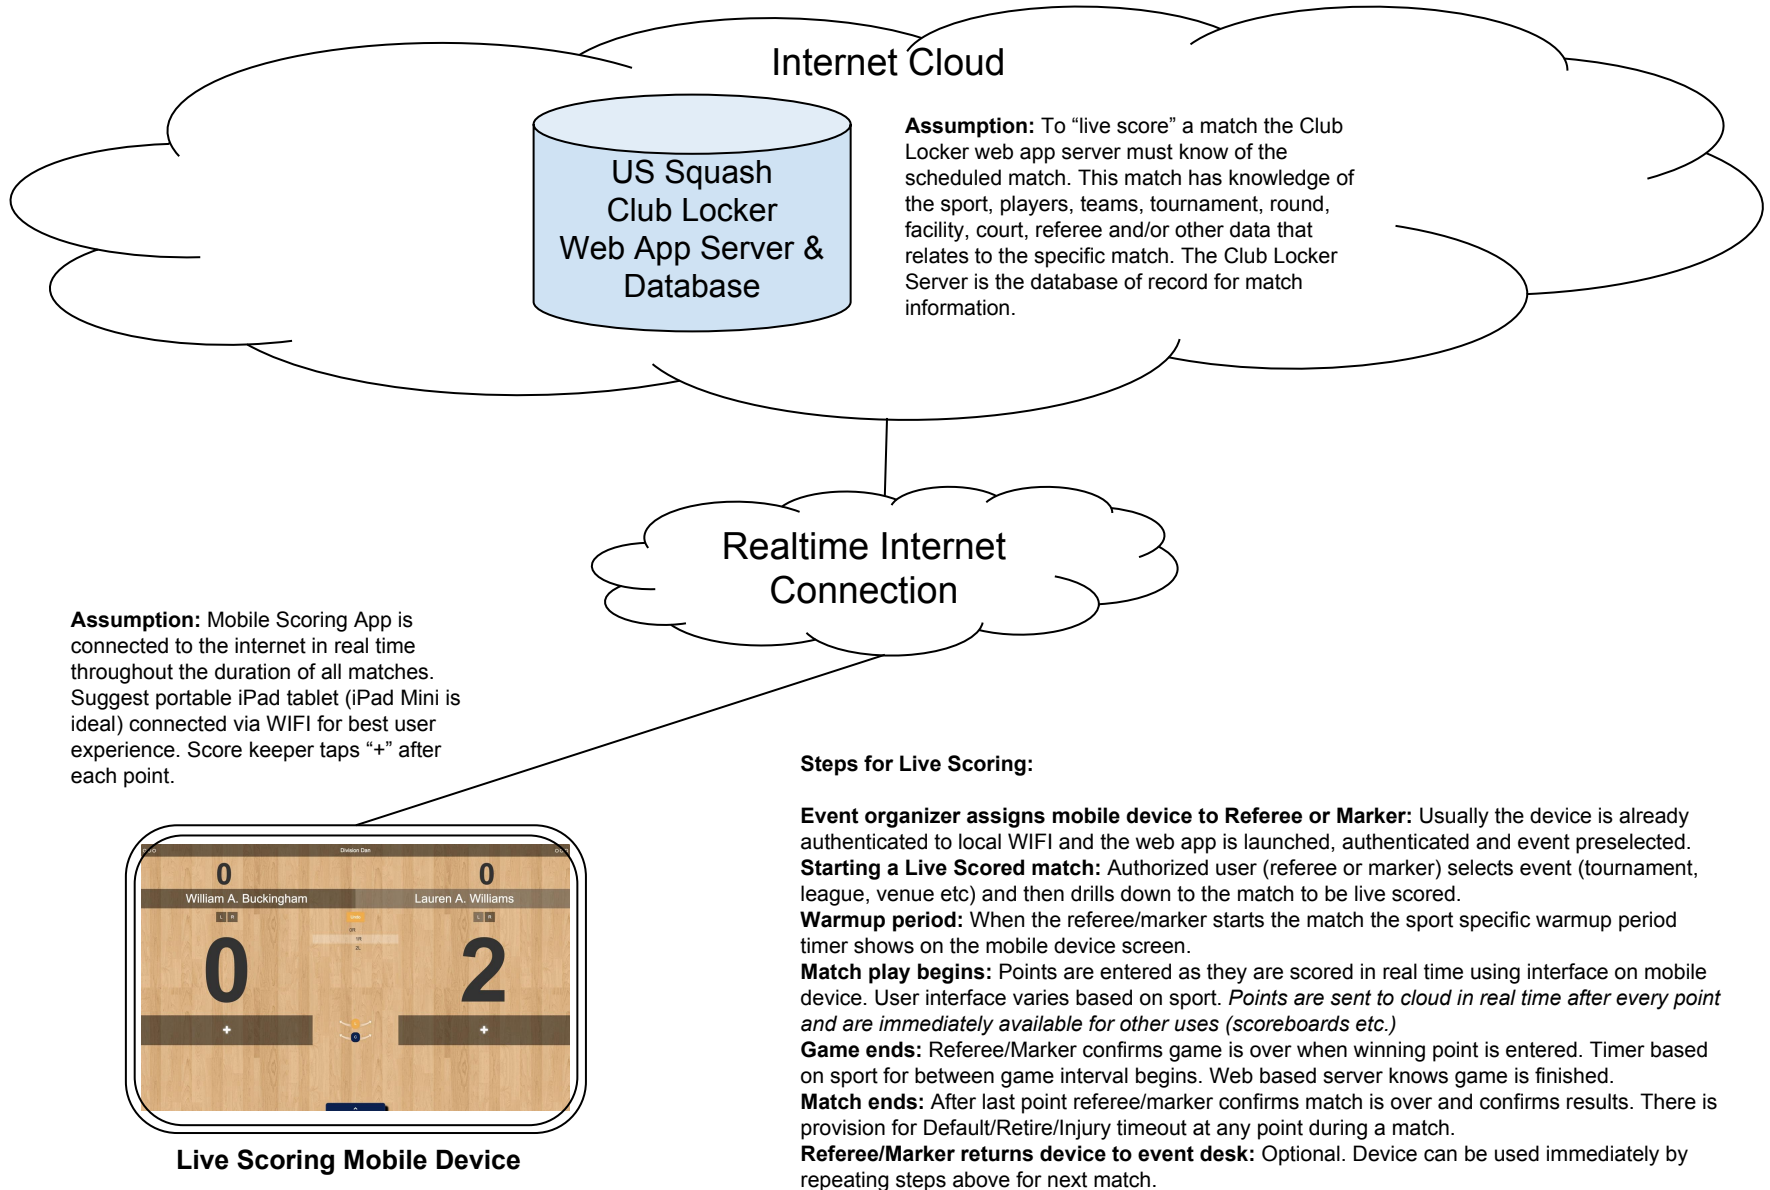 Internet Cloud
US Squash
Club Locker
Web App Server &
Database
Assumption: To “live score” a match the Club
Locker web app server must know of the
scheduled match. This match has knowledge of
the sport, players, teams, tournament, round,
facility, court, referee and/or other data that
relates to the specific match. The Club Locker
Server is the database of record for match
information.
Realtime Internet
Connection
Assumption: Mobile Scoring App is
connected to the internet in real time
throughout the duration of all matches.
Suggest portable iPad tablet (iPad Mini is
ideal) connected via WIFI for best user
experience. Score keeper taps “+” after
each point.
Division Dan
0 0
William A. Buckingham Lauren A. Williams
L R L R
0R
1R
2L
0 2
+ +
Live Scoring Mobile Device
Steps for Live Scoring:
Event organizer assigns mobile device to Referee or Marker: Usually the device is already
authenticated to local WIFI and the web app is launched, authenticated and event preselected.
Starting a Live Scored match: Authorized user (referee or marker) selects event (tournament,
league, venue etc) and then drills down to the match to be live scored.
Warmup period: When the referee/marker starts the match the sport specific warmup period
timer shows on the mobile device screen.
Match play begins: Points are entered as they are scored in real time using interface on mobile
device. User interface varies based on sport. Points are sent to cloud in real time after every point
and are immediately available for other uses (scoreboards etc.)
Game ends: Referee/Marker confirms game is over when winning point is entered. Timer based
on sport for between game interval begins. Web based server knows game is finished.
Match ends: After last point referee/marker confirms match is over and confirms results. There is
provision for Default/Retire/Injury timeout at any point during a match.
Referee/Marker returns device to event desk: Optional. Device can be used immediately by
repeating steps above for next match.